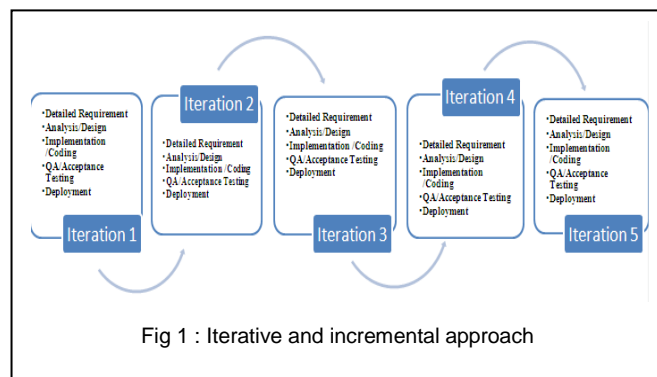 •Detailed Requirement
•Analysis/Design
•Implementation
/Coding
•QA/Acceptance
Testing
•Deployment
Iteration 1
Iteration 2
•Detailed Requirement
•Analysis/Design
•Implementation /Coding
•QA/Acceptance Testing
•Deployment
•Detailed Requirement
•Analysis/Design
•Implementation /Coding
•QA/Acceptance Testing
•Deployment
Iteration 3
Iteration 4
•Detailed Requirement
•Analysis/Design
•Implementation
/Coding
•QA/Acceptance Testing
•Deployment
•Detailed Requirement
•Analysis/Design
•Implementation
/Coding
•QA/Acceptance
Testing
•Deployment
Iteration 5
Fig 1 : Iterative and incremental approach